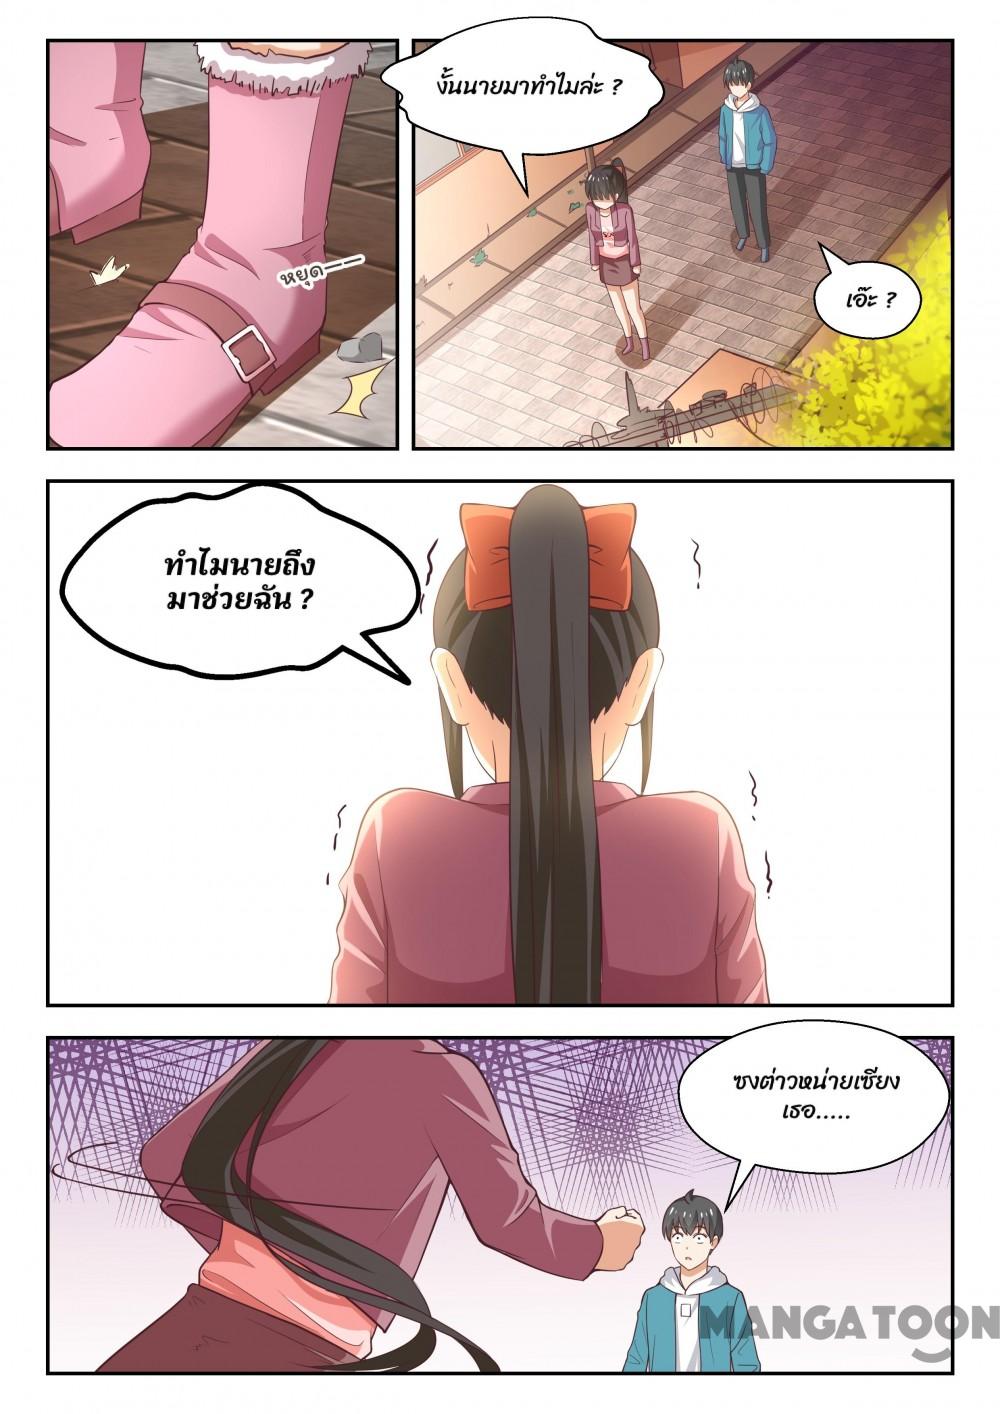 หยุด——
งั้นนายมาทำไมล่ะ ?
เอ๊ะ ?
ทำไมนายถึง
มาช่วยฉัน ?
ซงต่าวหน่ายเซียง
เธอ.....
MANGATOON